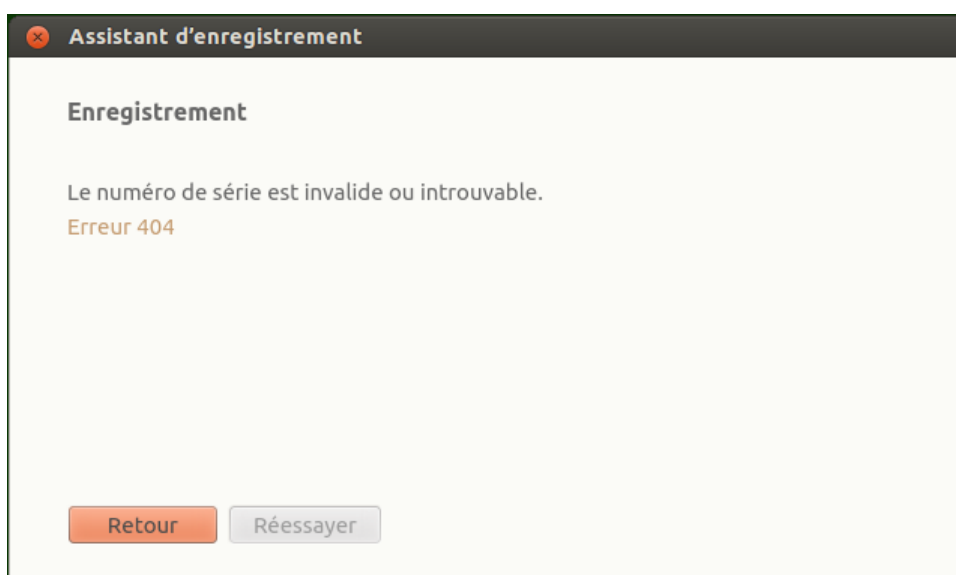 Assistant d’enregistrement
Enregistrement
Le numéro de série est invalide ou introuvable.
Erreur 404
Retour
Réessayer